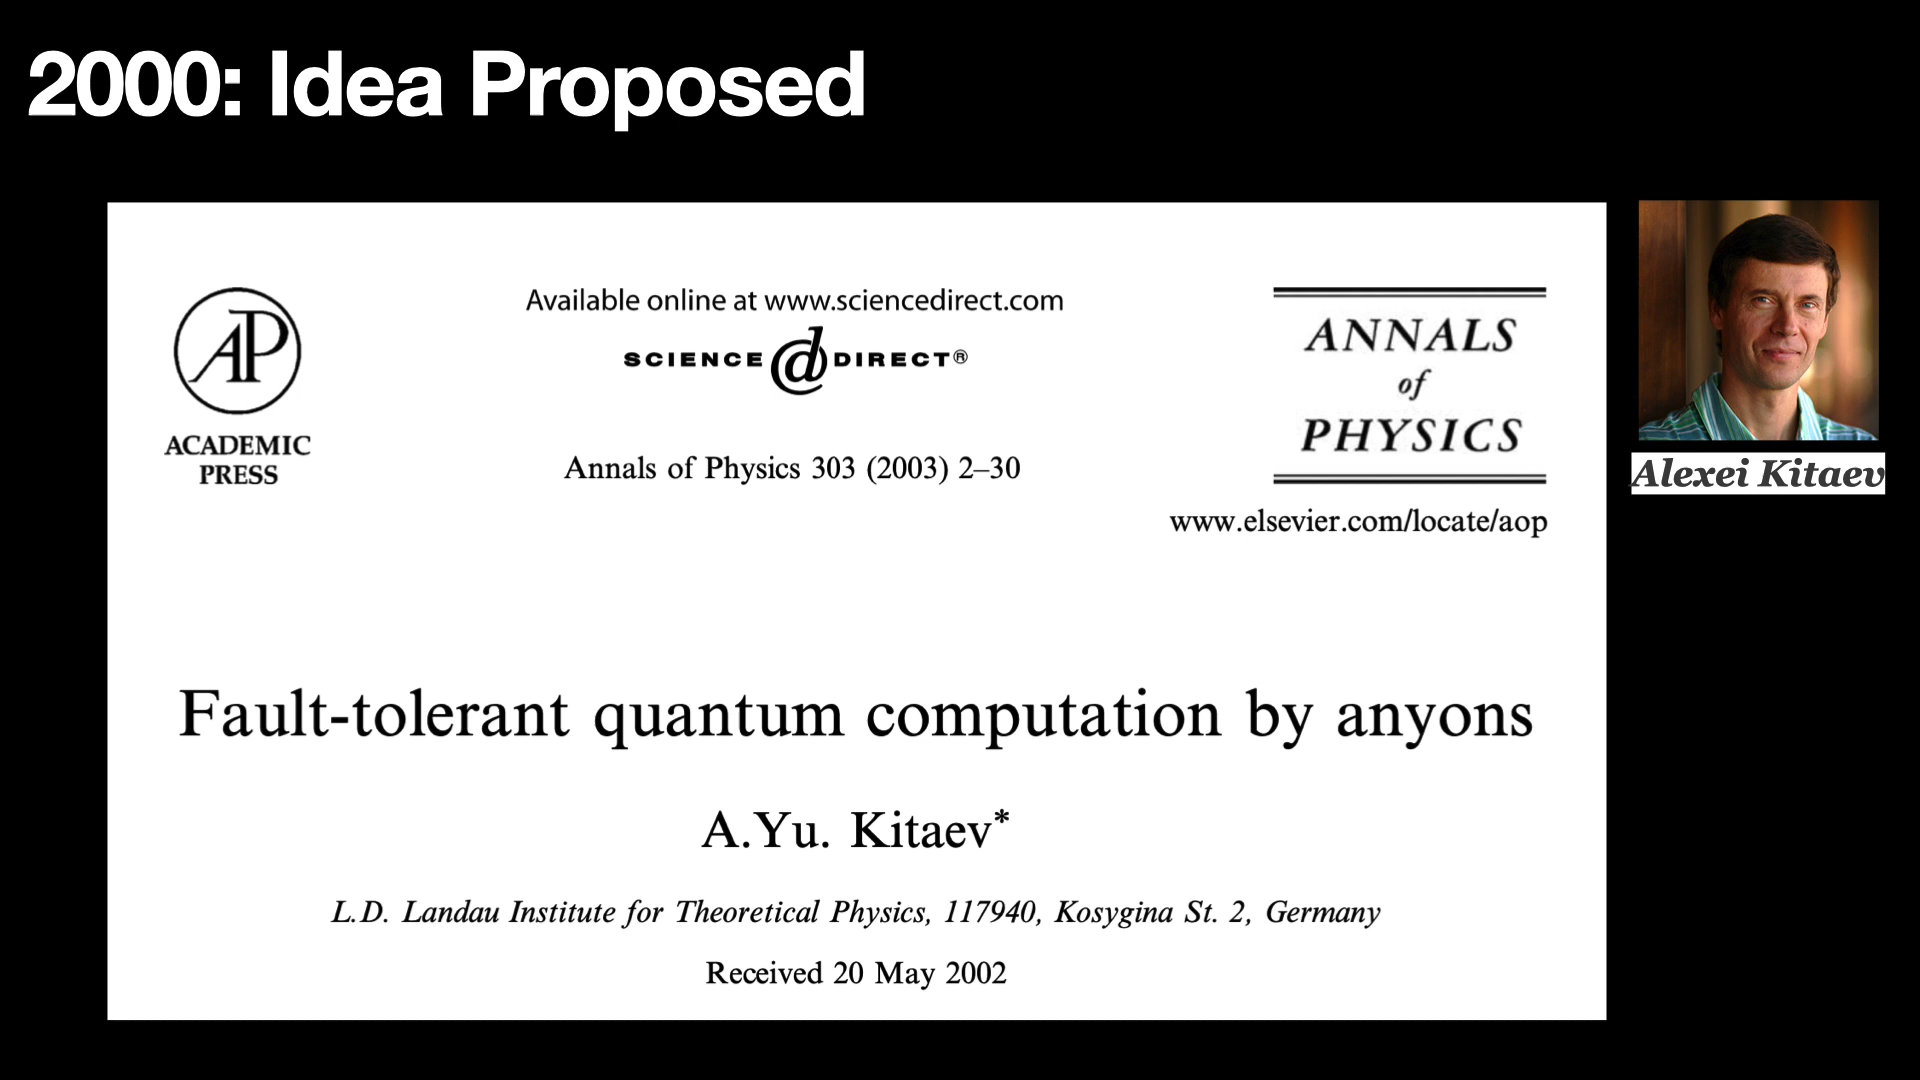 2000: Idea Proposed
Available online at www.sciencedirect.com
SCIENCE d DIRECT®
AP
ACADEMIC
PRESS
Annals of Physics 303 (2003) 2–30
ANNALS
of
PHYSICS
www.elsevier.com/locate/aop
Alexei Kitaev
Fault-tolerant quantum computation by anyons
A.Yu. Kitaev*
L.D. Landau Institute for Theoretical Physics, 117940, Kosygina St. 2, Germany
Received 20 May 2002